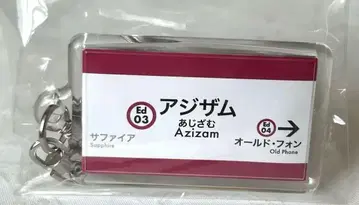 Ed
03
アジザム
あじざむ
Azizam
サファイア
Sapphire
Ed
04
オールド・フォン
Old Phone